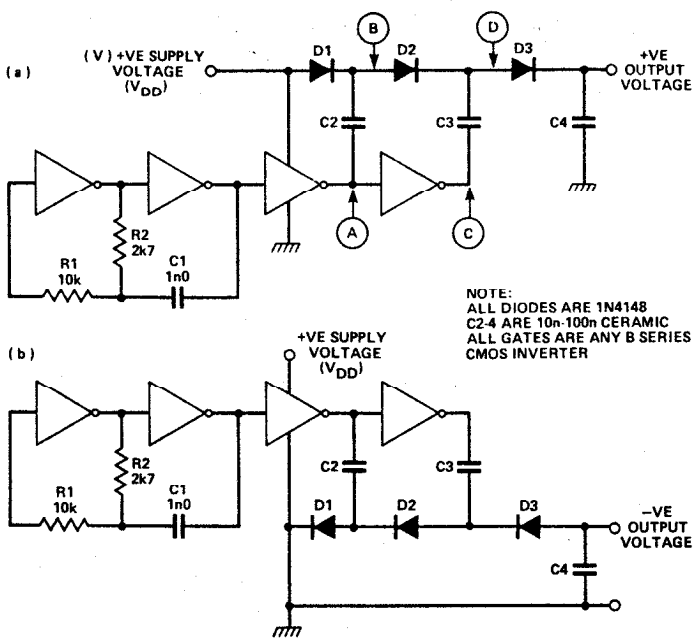 (a)
(V) +VE SUPPLY
VOLTAGE
(VDD)
D1
B
D2
D
D3
+VE
OUTPUT
VOLTAGE
C2
C3
C4
R2
2k7
C1
1n0
R1
10k
A
C
NOTE:
ALL DIODES ARE 1N4148
C2-4 ARE 10n-100n CERAMIC
ALL GATES ARE ANY B SERIES
CMOS INVERTER
(b)
+VE SUPPLY
VOLTAGE
(VDD)
R2
2k7
C1
1n0
R1
10k
C2
C3
D1
D2
D3
−VE
OUTPUT
VOLTAGE
C4